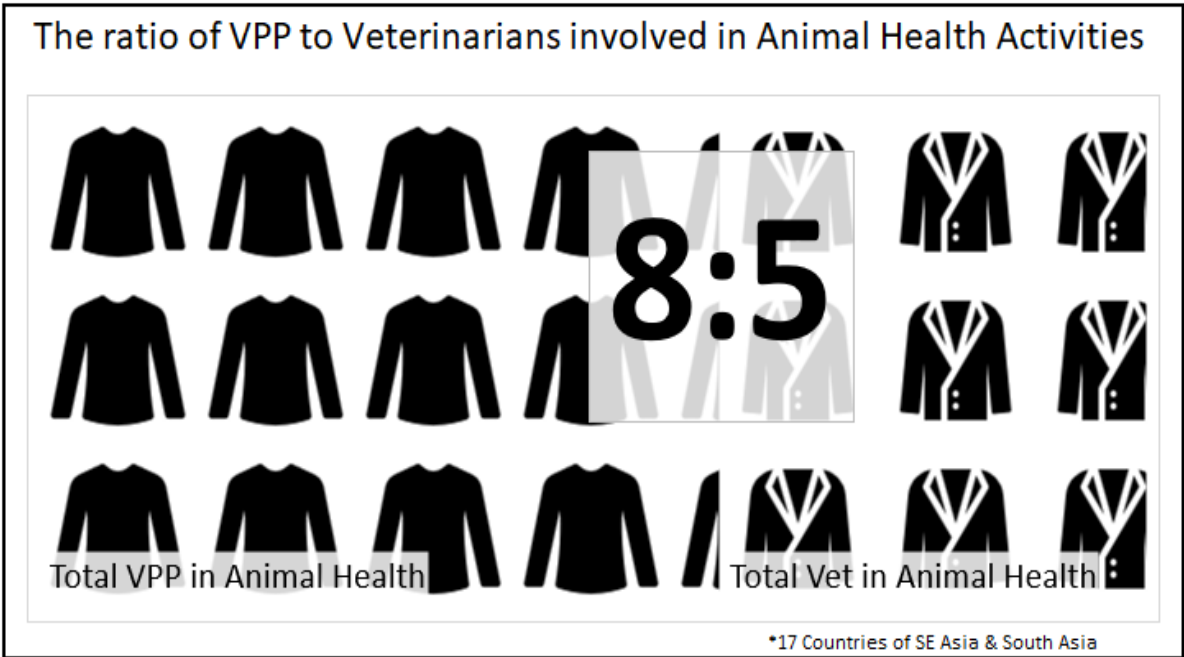 The ratio of VPP to Veterinarians involved in Animal Health Activities
8:5
Total VPP in Animal Health
Total Vet in Animal Health
*17 Countries of SE Asia & South Asia